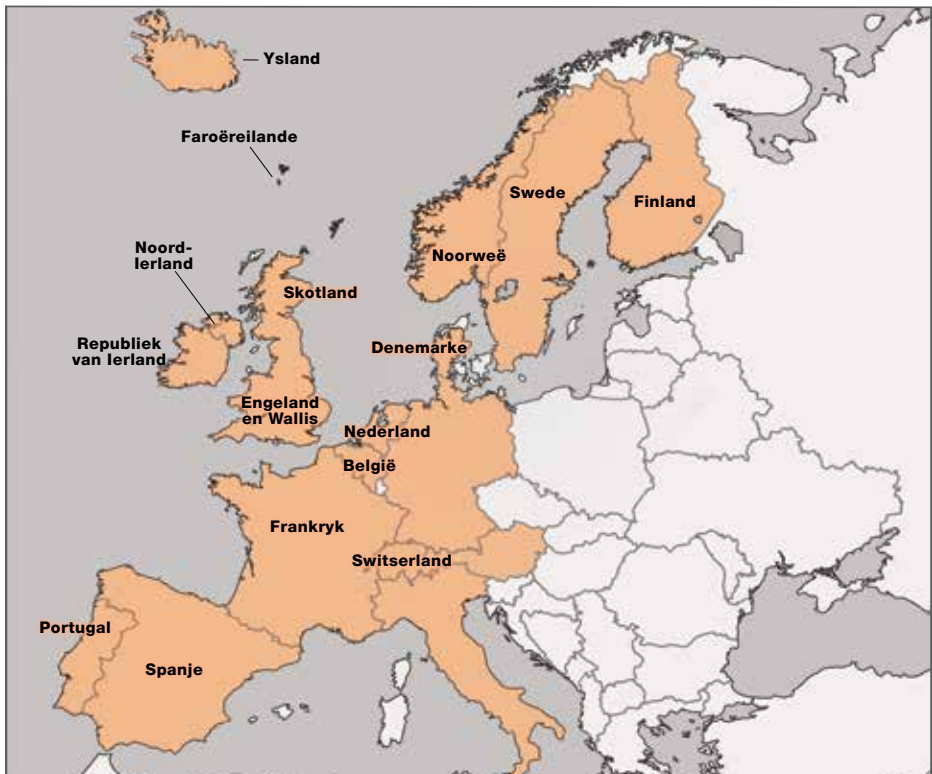 Ysland
Faroëreilande
Swede
Finland
Noorweë
Noord-
Ierland
Skotland
Republiek
van Ierland
Denemarke
Engeland
en Wallis
Nederland
België
Frankryk
Switserland
Portugal
Spanje